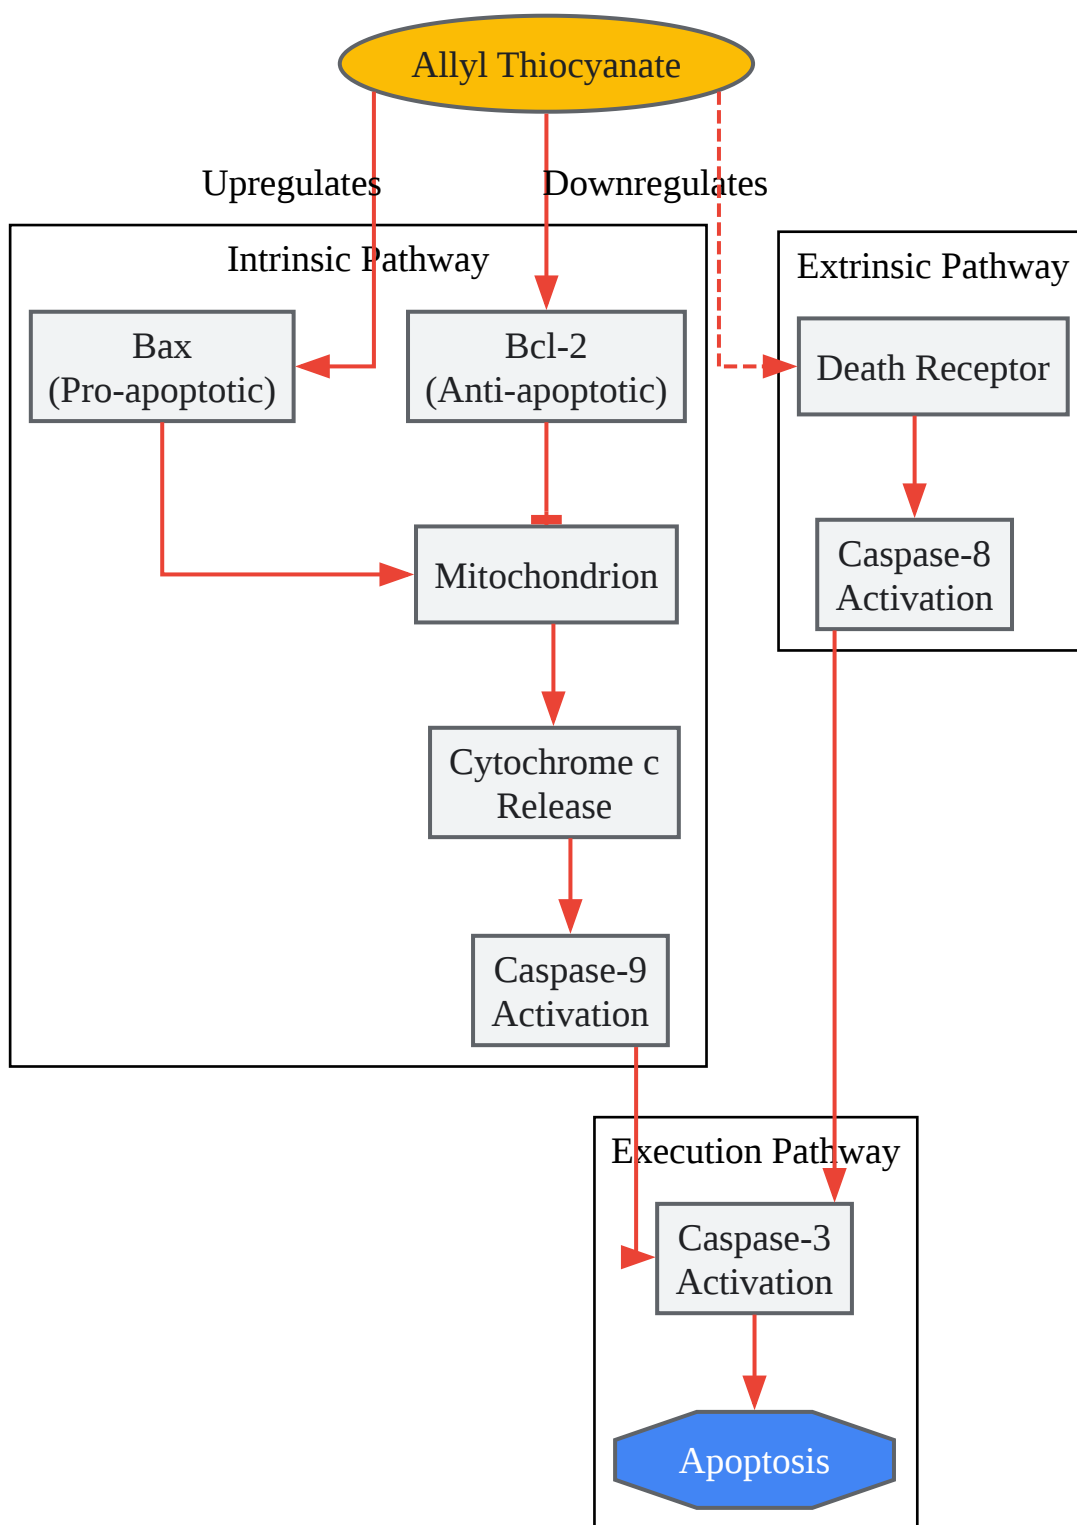 Allyl Thiocyanate
Upregulates
Downregulates
Intrinsic Pathway
Extrinsic Pathway
Bax
(Pro-apoptotic)
Bcl-2
(Anti-apoptotic)
Death Receptor
Mitochondrion
Caspase-8
Activation
Cytochrome c
Release
Caspase-9
Activation
Execution Pathway
Caspase-3
Activation
Apoptosis